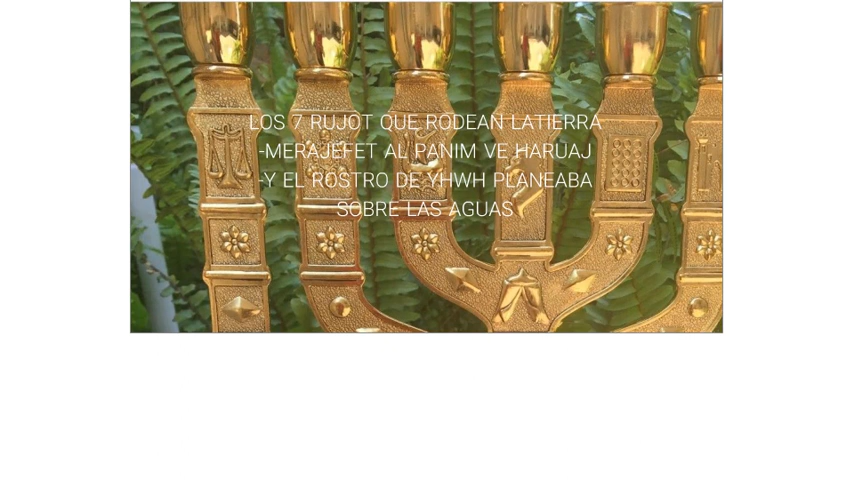 LOS 7 RUJOT QUE RODEAN LATIERRA
-MERAJEFET AL PANIM VE HARUAJ
-Y EL ROSTRO DE YHWH PLANEABA
SOBRE LAS AGUAS